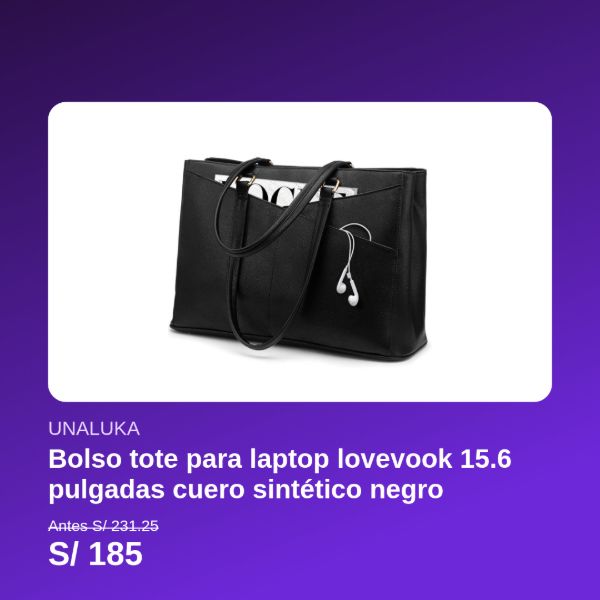 UNALUKA
Bolso tote para laptop lovevook 15.6
pulgadas cuero sintético negro
Antes S/ 231.25
S/ 185